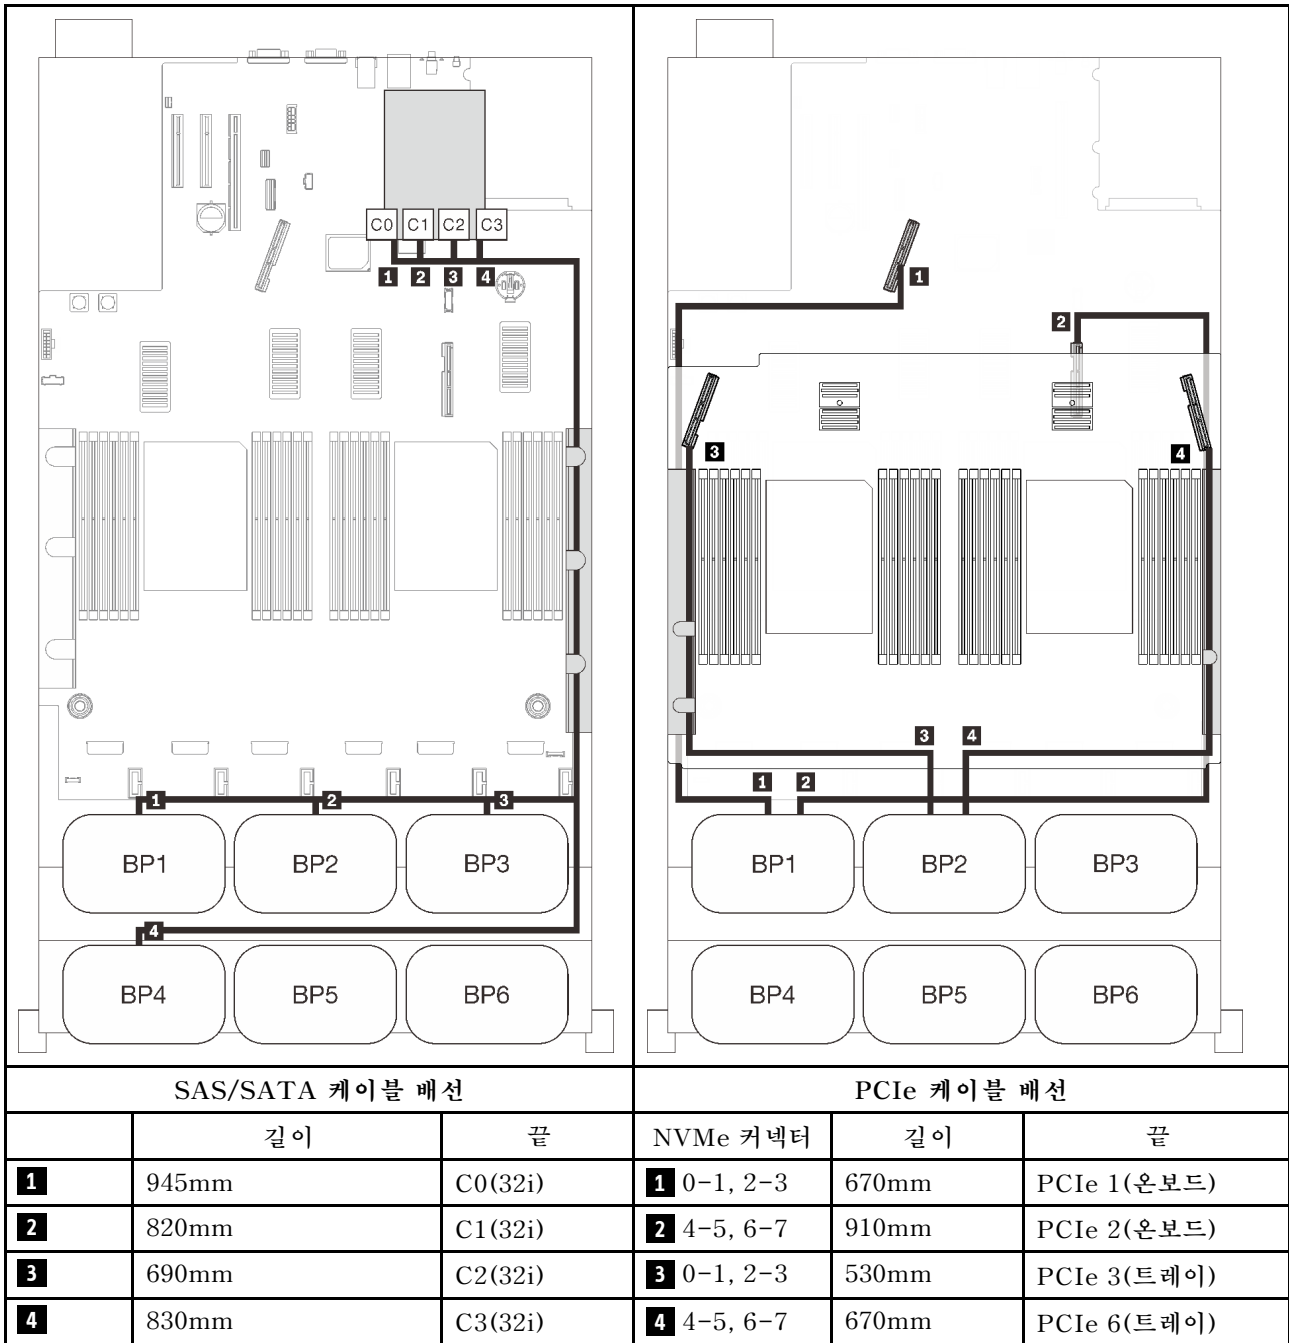 C0 C1 C2 C3
1 2 3 4
1 2 3
BP1 BP2 BP3
4
BP4 BP5 BP6
1
2
3 4
3 4
1 2
BP1 BP2 BP3
BP4 BP5 BP6
SAS/SATA 케이블 배선 PCIe 케이블 배선
길이 끝 NVMe 커넥터 길이 끝
1 945mm C0(32i) 1 0-1, 2-3 670mm PCIe 1(온보드)
2 820mm C1(32i) 2 4-5, 6-7 910mm PCIe 2(온보드)
3 690mm C2(32i) 3 0-1, 2-3 530mm PCIe 3(트레이)
4 830mm C3(32i) 4 4-5, 6-7 670mm PCIe 6(트레이)